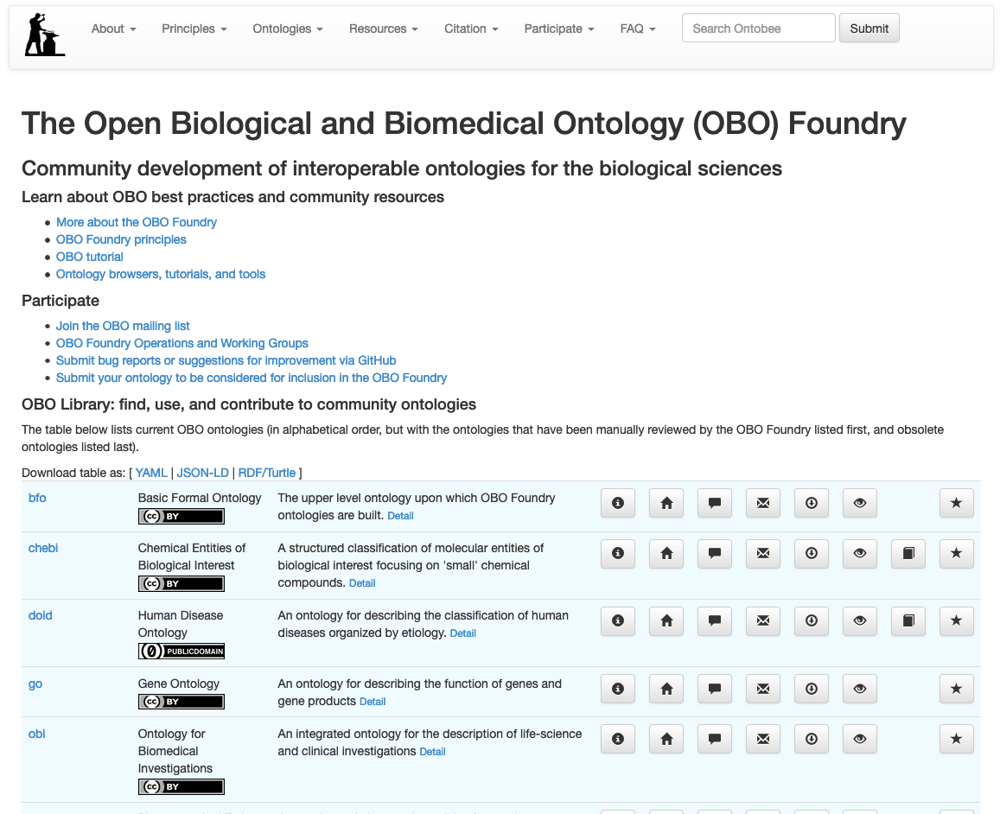 About Principles Ontologies Resources Citation Participate FAQ Search Ontobee Submit
The Open Biological and Biomedical Ontology (OBO) Foundry
Community development of interoperable ontologies for the biological sciences
Learn about OBO best practices and community resources
More about the OBO Foundry
OBO Foundry principles
OBO tutorial
Ontology browsers, tutorials, and tools
Participate
Join the OBO mailing list
OBO Foundry Operations and Working Groups
Submit bug reports or suggestions for improvement via GitHub
Submit your ontology to be considered for inclusion in the OBO Foundry
OBO Library: find, use, and contribute to community ontologies
The table below lists current OBO ontologies (in alphabetical order, but with the ontologies that have been manually reviewed by the OBO Foundry listed first, and obsolete
ontologies listed last).
Download table as: [ YAML | JSON-LD | RDF/Turtle ]
bfo
Basic Formal Ontology
cc BY
The upper level ontology upon which OBO Foundry
ontologies are built. Detail
chebi
Chemical Entities of
Biological Interest
cc BY
A structured classification of molecular entities of
biological interest focusing on 'small' chemical
compounds. Detail
doid
Human Disease
Ontology
0 PUBLIC DOMAIN
An ontology for describing the classification of human
diseases organized by etiology. Detail
go
Gene Ontology
cc BY
An ontology for describing the function of genes and
gene products Detail
obi
Ontology for
Biomedical
Investigations
cc BY
An integrated ontology for the description of life-science
and clinical investigations Detail